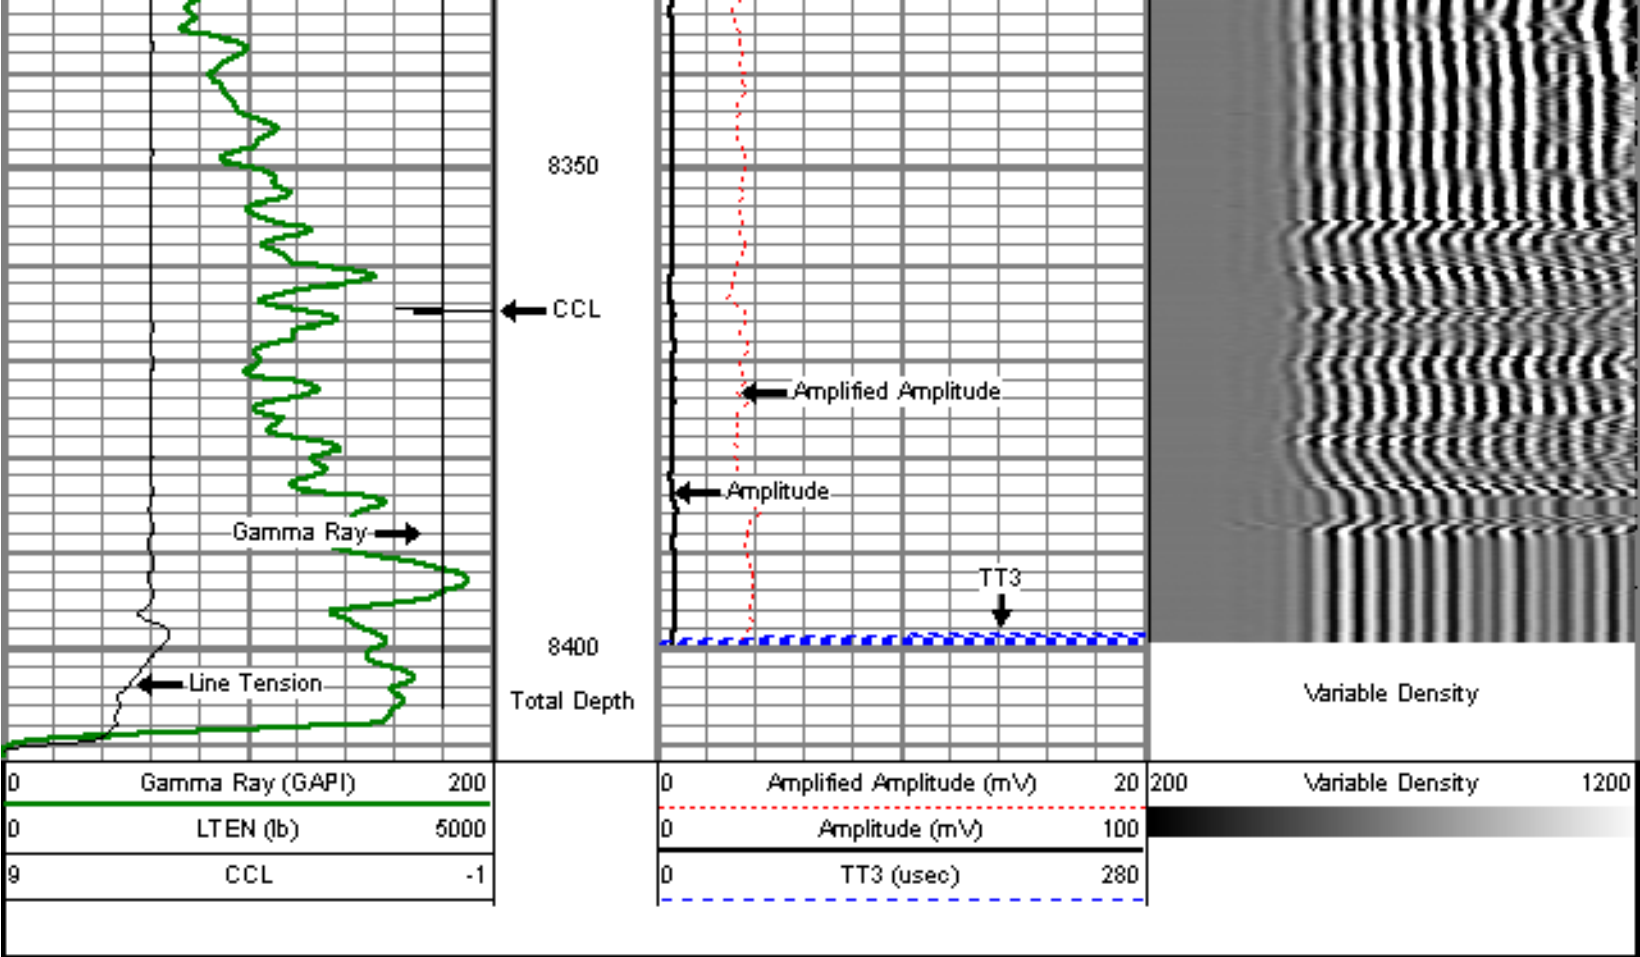 8350
CCL
Amplified Amplitude
Amplitude
Gamma Ray
TT3
8400
Line Tension
Total Depth
Variable Density
0 Gamma Ray (GAPI) 200
0 LTEN (lb) 5000
9 CCL -1
0 Amplified Amplitude (mV) 20
0 Amplitude (mV) 100
0 TT3 (usec) 280
200 Variable Density 1200